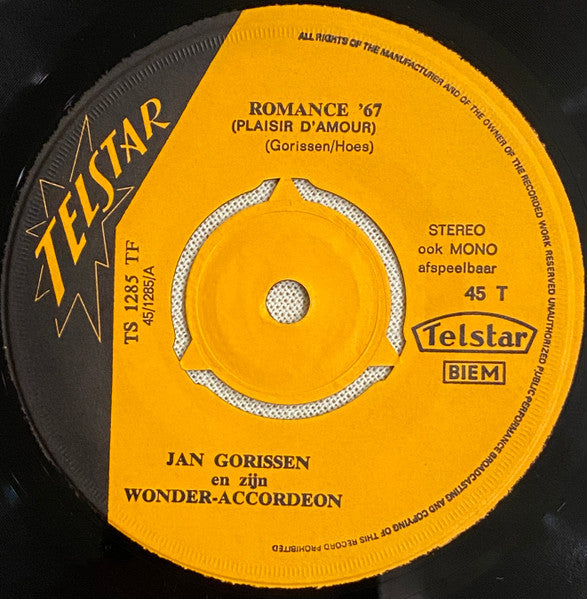 TELSTAR
ALL RIGHTS OF THE MANUFACTURER AND OF THE OWNER OF THE RECORDED WORK RESERVED UNAUTHORIZED PUBLIC PERFORMANCE BROADCASTING AND COPYING OF THIS RECORD PROHIBITED
ROMANCE '67
(PLAISIR D'AMOUR)
(Gorissen/Hoes)
TS 1285 TF
45/1285/A
STEREO
ook MONO
afspeelbaar
45 T
Telstar
BIEM
JAN GORISSEN
en zijn
WONDER-ACCORDEON